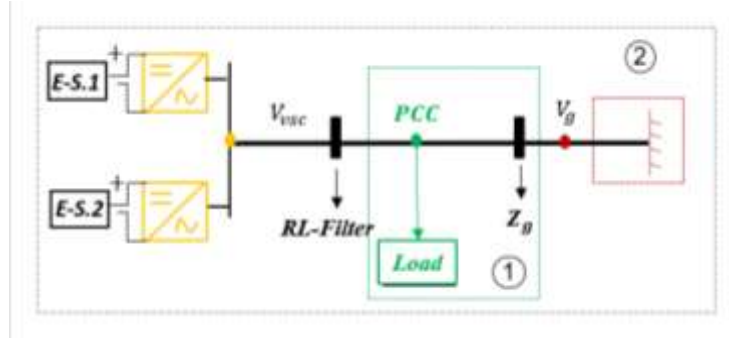 ②
E-S.1
V_vsc
PCC
V_g
E-S.2
RL-Filter
Z_g
Load
①